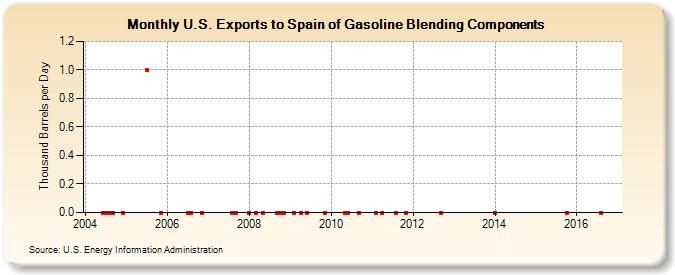 Monthly U.S. Exports to Spain of Gasoline Blending Components
Thousand Barrels per Day
1.2
1.0
0.8
0.6
0.4
0.2
0.0
2004 2006 2008 2010 2012 2014 2016
Source: U.S. Energy Information Administration